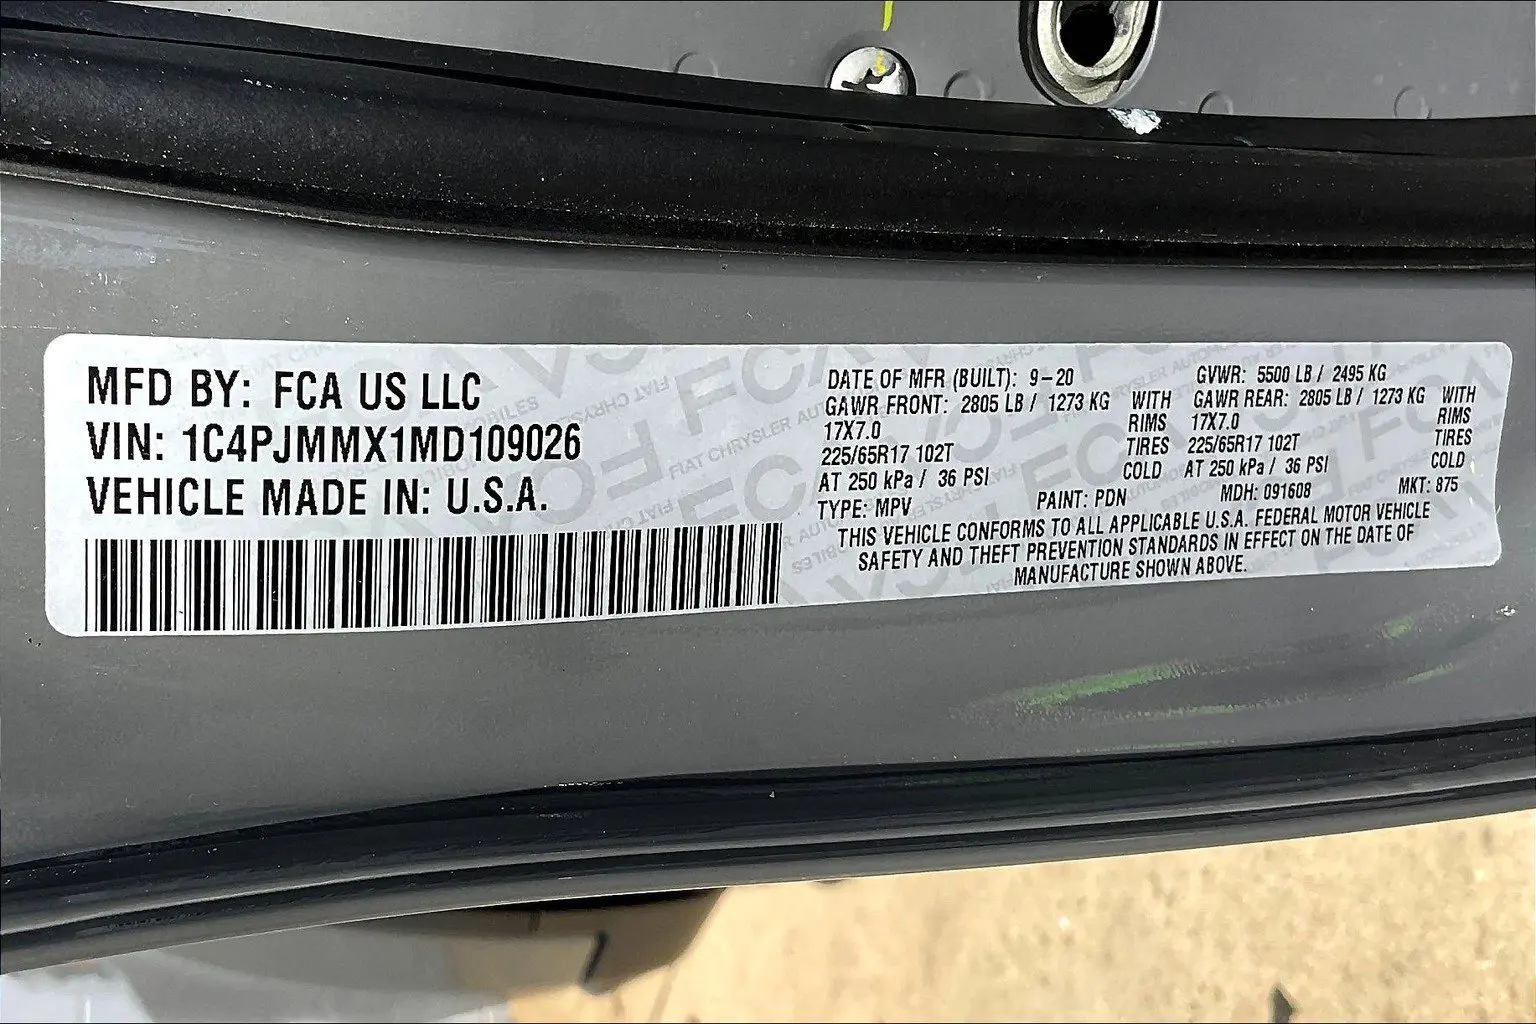 MFD BY: FCA US LLC
VIN: 1C4PJMMX1MD109026
VEHICLE MADE IN: U.S.A.
DATE OF MFR (BUILT): 9-20 GVWR: 5500 LB / 2495 KG
GAWR FRONT: 2805 LB / 1273 KG WITH GAWR REAR: 2805 LB / 1273 KG WITH
17X7.0 RIMS 17X7.0 RIMS
225/65R17 102T TIRES 225/65R17 102T TIRES
AT 250 kPa / 36 PSI COLD AT 250 kPa / 36 PSI COLD
TYPE: MPV PAINT: PDN MDH: 091608 MKT: 875
THIS VEHICLE CONFORMS TO ALL APPLICABLE U.S.A. FEDERAL MOTOR VEHICLE
SAFETY AND THEFT PREVENTION STANDARDS IN EFFECT ON THE DATE OF
MANUFACTURE SHOWN ABOVE.